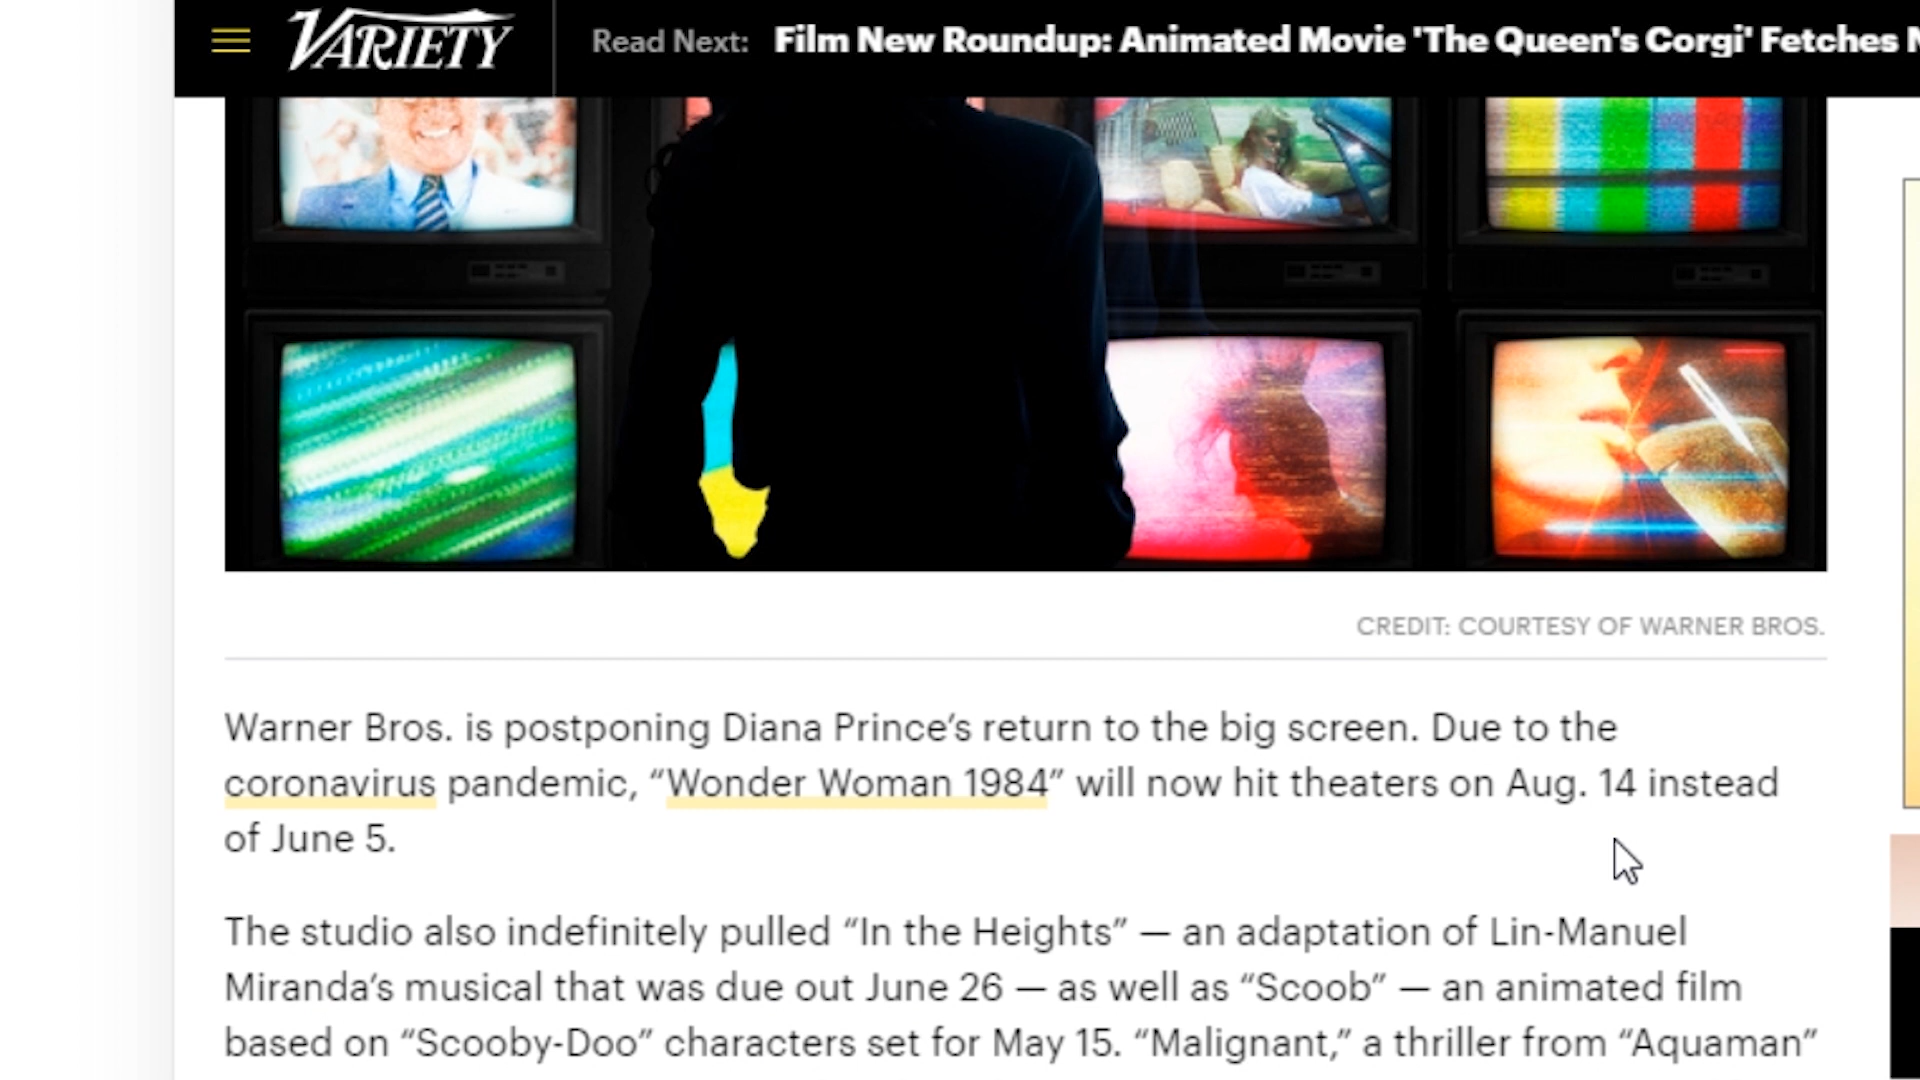 VARIETY
Read Next: Film New Roundup: Animated Movie 'The Queen's Corgi' Fetches
CREDIT: COURTESY OF WARNER BROS.
Warner Bros. is postponing Diana Prince’s return to the big screen. Due to the
coronavirus pandemic, “Wonder Woman 1984” will now hit theaters on Aug. 14 instead
of June 5.
The studio also indefinitely pulled “In the Heights” — an adaptation of Lin-Manuel
Miranda’s musical that was due out June 26 — as well as “Scoob” — an animated film
based on “Scooby-Doo” characters set for May 15. “Malignant,” a thriller from “Aquaman”